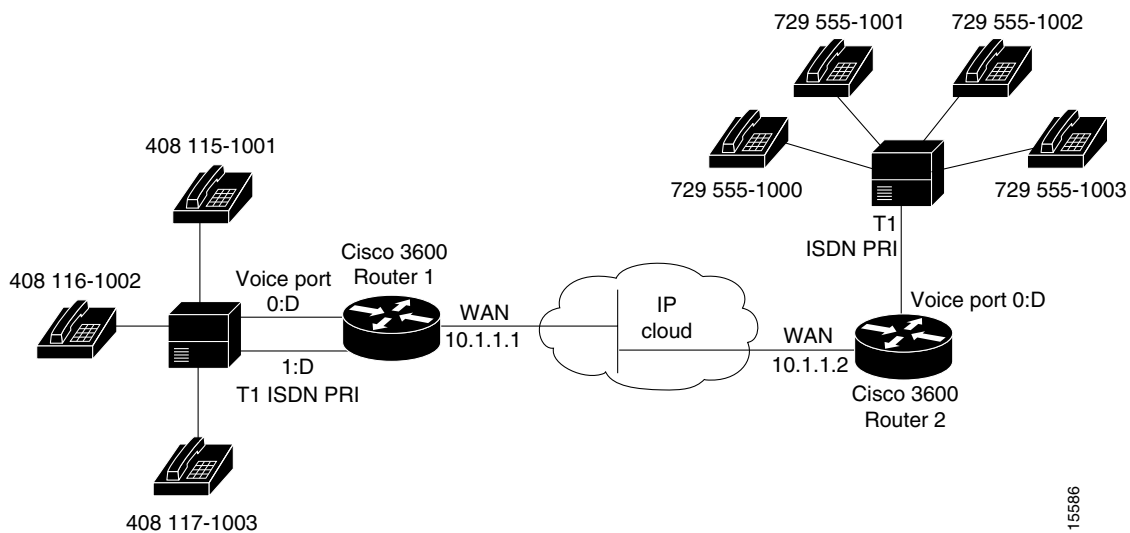 729 555-1001
729 555-1002
408 115-1001
729 555-1000
729 555-1003
T1
ISDN PRI
Cisco 3600
Router 1
408 116-1002
Voice port
0:D
WAN
10.1.1.1
IP
cloud
Voice port 0:D
WAN
10.1.1.2
1:D
T1 ISDN PRI
Cisco 3600
Router 2
408 117-1003
15586